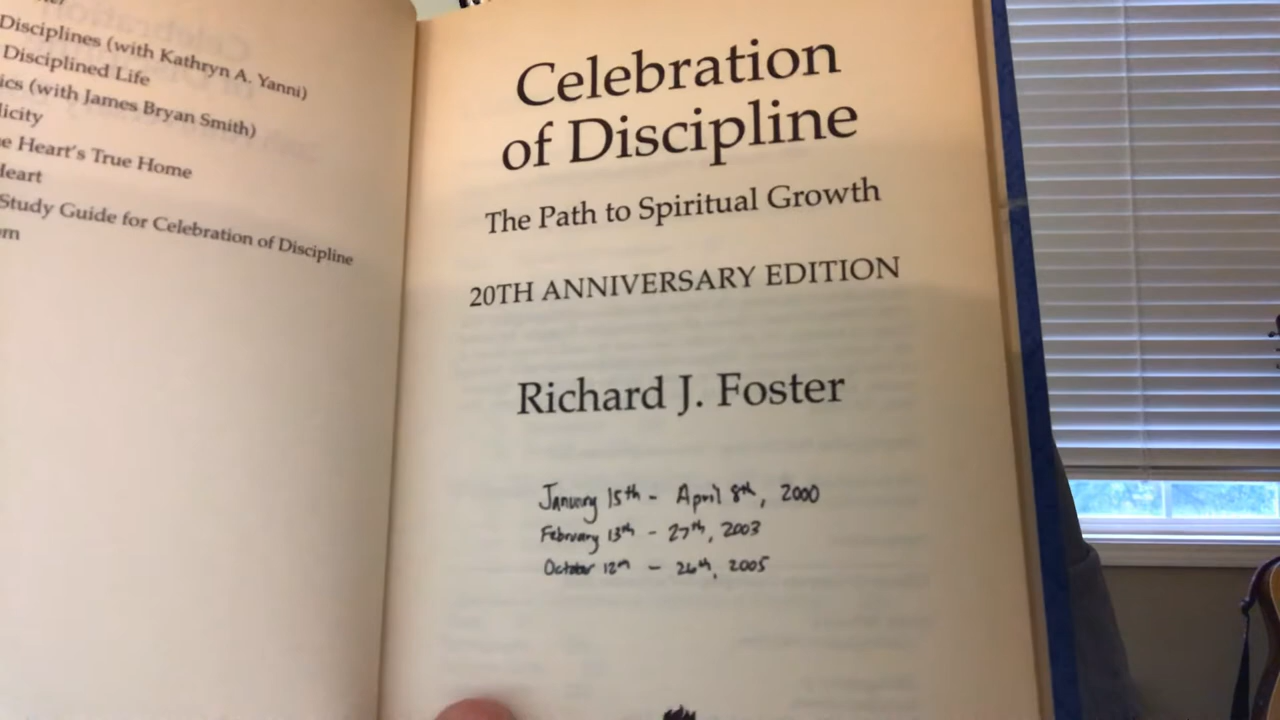 Disciplines (with Kathryn A. Yanni)
Disciplined Life
(with James Bryan Smith)
Heart's True Home
Heart
Study Guide for Celebration of Discipline
Celebration
of Discipline
The Path to Spiritual Growth
20TH ANNIVERSARY EDITION
Richard J. Foster
January 15th - April 8th, 2000
February 13th - 27th, 2003
October 12th - 26th, 2005